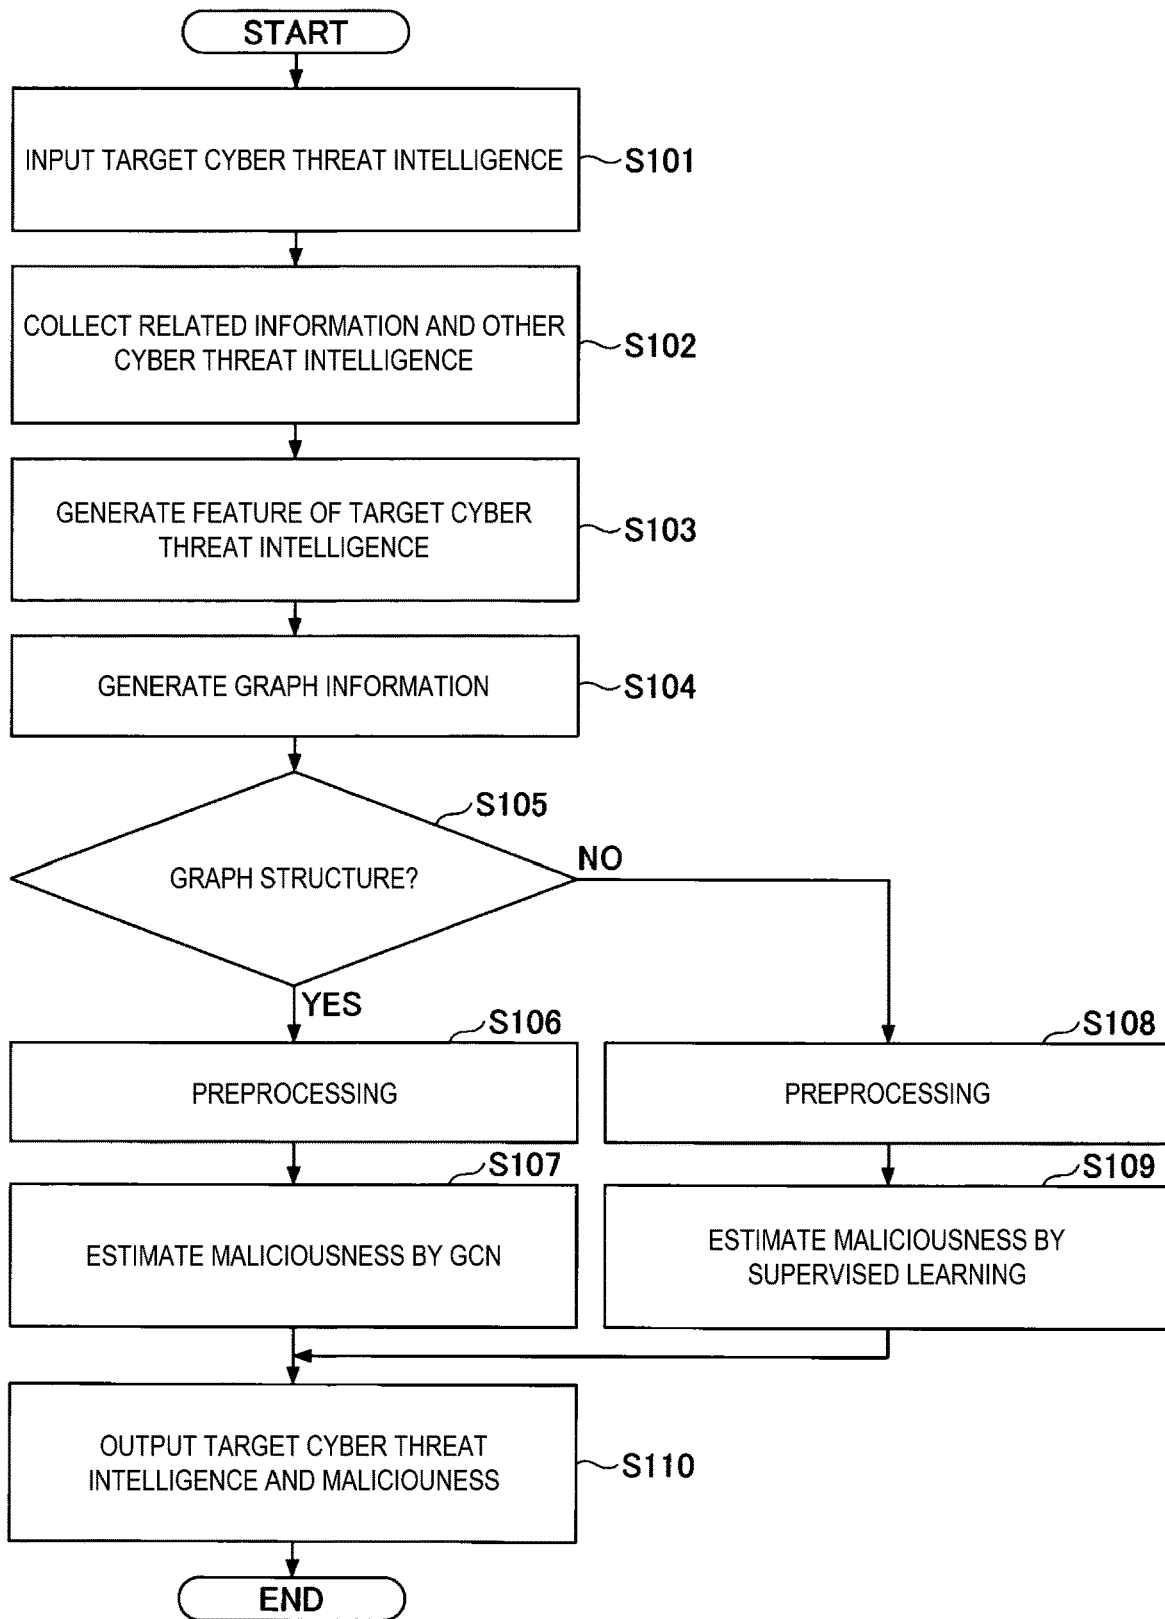 START
INPUT TARGET CYBER THREAT INTELLIGENCE
S101
COLLECT RELATED INFORMATION AND OTHER
CYBER THREAT INTELLIGENCE
S102
GENERATE FEATURE OF TARGET CYBER
THREAT INTELLIGENCE
S103
GENERATE GRAPH INFORMATION
S104
S105
GRAPH STRUCTURE?
NO
YES
S106
PREPROCESSING
S108
PREPROCESSING
S107
ESTIMATE MALICIOUSNESS BY GCN
S109
ESTIMATE MALICIOUSNESS BY
SUPERVISED LEARNING
OUTPUT TARGET CYBER THREAT
INTELLIGENCE AND MALICIOUNESS
S110
END